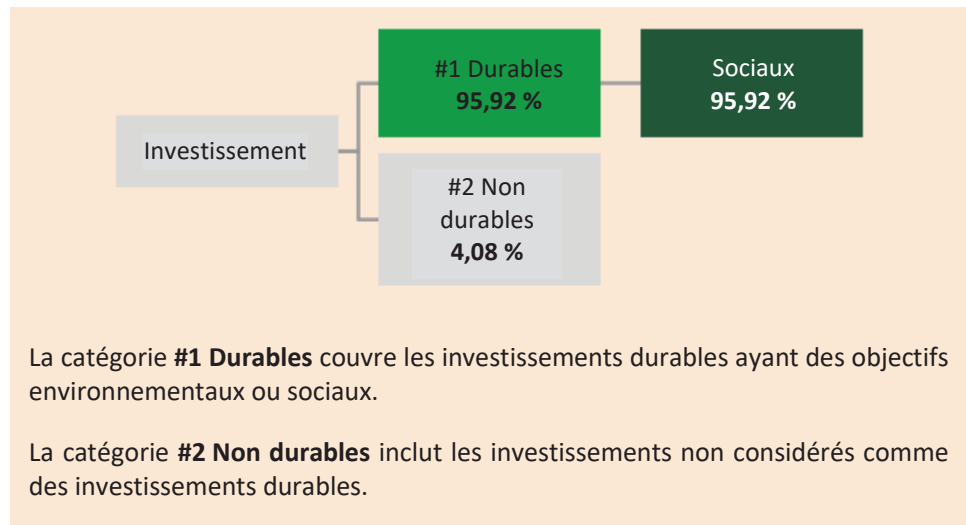 #1 Durables
95,92 %
Sociaux
95,92 %
Investissement
#2 Non
durables
4,08 %
La catégorie #1 Durables couvre les investissements durables ayant des objectifs
environnementaux ou sociaux.
La catégorie #2 Non durables inclut les investissements non considérés comme
des investissements durables.